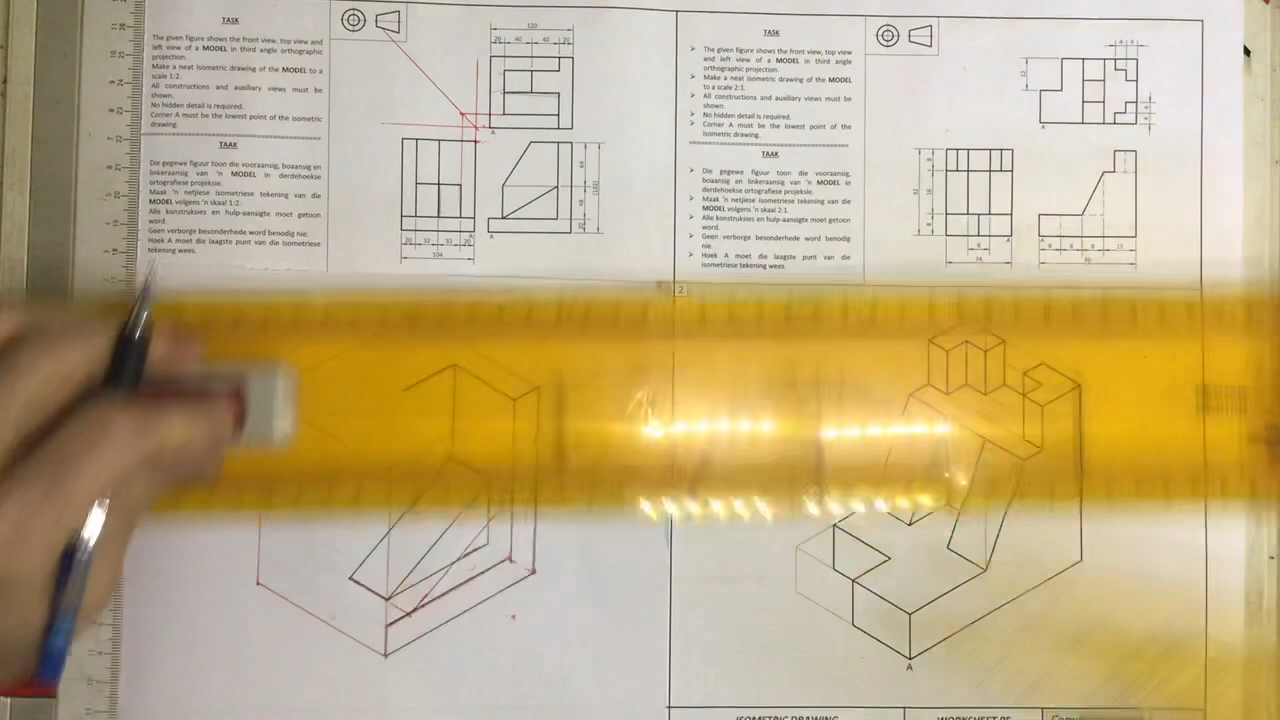 TASK
The given figure shows the front view, top view and
left view of a MODEL in third angle orthographic
projection.
Make a neat isometric drawing of the MODEL to a
scale 1:2.
All constructions and auxiliary views must be
shown.
No hidden detail is required.
Corner A must be the lowest point of the isometric
drawing.
TAAK
Die gegewe figuur toon die vooraansig, boaansig en
linkeraansig van 'n MODEL in derdehoekse
ortografiese projeksie.
Maak 'n netjiese isometriese tekening van die
MODEL volgens 'n skaal 1:2.
Alle konstruksies en hulp-aansigte moet getoon
word.
Geen verborge besonderhede word benodig nie.
Hoek A moet die laagste punt van die isometriese
tekening wees.
120
20 40 40 20
A
44
48
(132)
20
A
A
20 32 32 20
104
TASK
The given figure shows the front view, top view
and left view of a MODEL in third angle
orthographic projection.
Make a neat isometric drawing of the MODEL
to a scale 2:1.
All constructions and auxiliary views must be
shown.
No hidden detail is required.
Corner A must be the lowest point of the
isometric drawing.
TAAK
Die gegewe figuur toon die vooraansig,
boaansig en linkeraansig van 'n MODEL in
derdehoekse ortografiese projeksie.
Maak 'n netjiese isometriese tekening van die
MODEL volgens 'n skaal 2:1.
Alle konstruksies en hulp-aansigte moet getoon
word.
Geen verborge besonderhede word benodig
nie.
Hoek A moet die laagste punt van die
isometriese tekening wees.
4 4
12
A
32
16
A
A
8
2
A
ISOMETRIC DRAWING
WORKSHEET